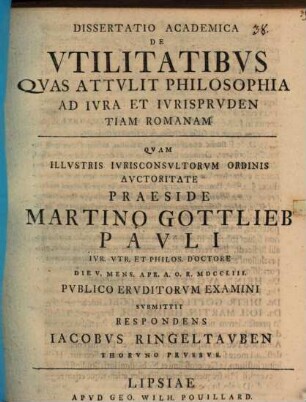 DISSERTATIO ACADEMICA
38.
DE
VTILITATIBVS
QVAS ATTVLIT PHILOSOPHIA
AD IVRA ET IVRISPRVDEN
TIAM ROMANAM
QVAM
ILLVSTRIS IVRISCONSVLTORVM ORDINIS
AVCTORITATE
PRAESIDE
MARTINO GOTTLIEB
PAVLI
IVR. VTR. ET PHILOS. DOCTORE
DIE V. MENS. APR. A. O. R. MDCCLIII.
PVBLICO ERVDITORVM EXAMINI
SVBMITTIT
RESPONDENS
IACOBVS RINGELTAVBEN
THORVNO PRVSSVS.
LIPSIAE
APVD GEO. WILH. POUILLARD.